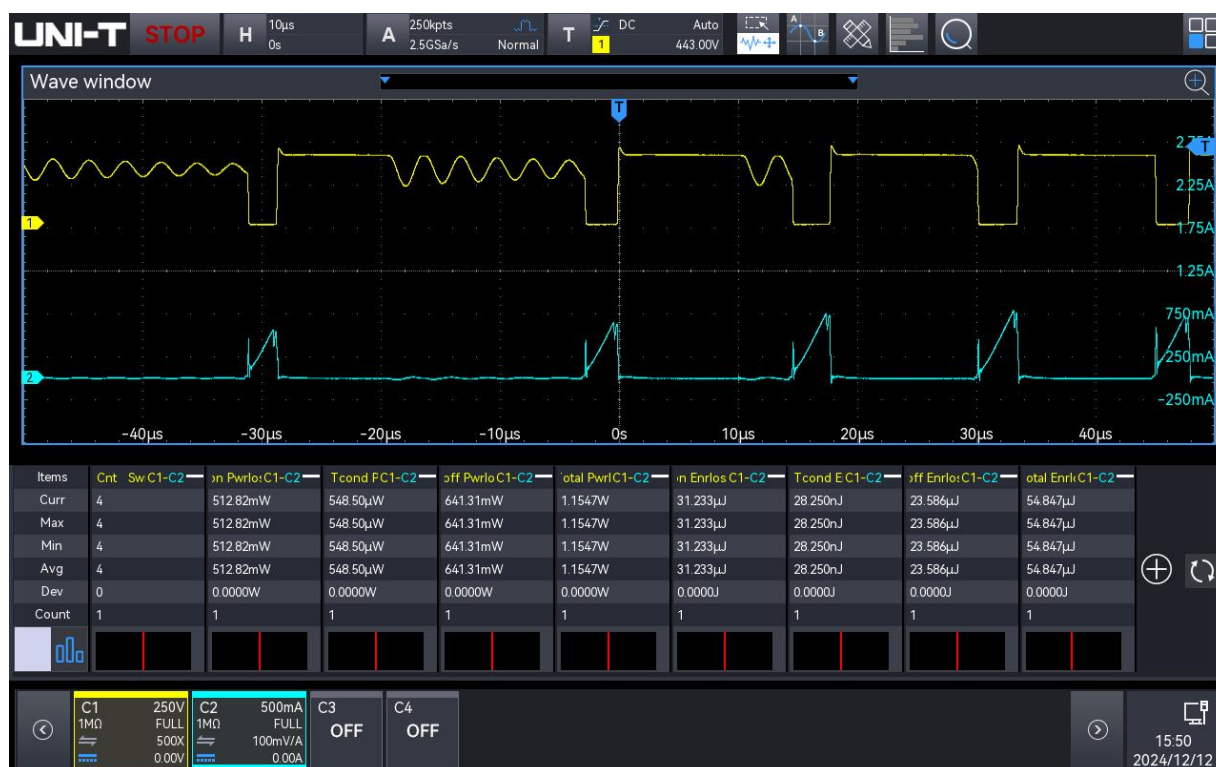 UNI-T STOP H 10μs 0s A 250kpts 2.5GSa/s Normal T DC 1 Auto 443.00V A B
Wave window
T
2.75A T
2.25A
1 1.75A
1.25A
750mA
250mA
2
-250mA
-40μs -30μs -20μs -10μs 0s 10μs 20μs 30μs 40μs
Items Cnt Sw C1-C2 on Pwrlo: C1-C2 Tcond P C1-C2 off Pwrlo C1-C2 otal Pwrl C1-C2 n Enrlos C1-C2 Tcond E C1-C2 off Enrlo: C1-C2 otal Enrl C1-C2
Curr 4 512.82mW 548.50μW 641.31mW 1.1547W 31.233μJ 28.250nJ 23.586μJ 54.847μJ
Max 4 512.82mW 548.50μW 641.31mW 1.1547W 31.233μJ 28.250nJ 23.586μJ 54.847μJ
Min 4 512.82mW 548.50μW 641.31mW 1.1547W 31.233μJ 28.250nJ 23.586μJ 54.847μJ
Avg 4 512.82mW 548.50μW 641.31mW 1.1547W 31.233μJ 28.250nJ 23.586μJ 54.847μJ
Dev 0 0.0000W 0.0000W 0.0000W 0.0000W 0.0000J 0.0000J 0.0000J 0.0000J
Count 1 1 1 1 1 1 1 1 1
C1 250V C2 500mA C3 C4
1MΩ FULL 1MΩ FULL OFF OFF
500X 100mV/A
0.00V 0.00A
15:50
2024/12/12